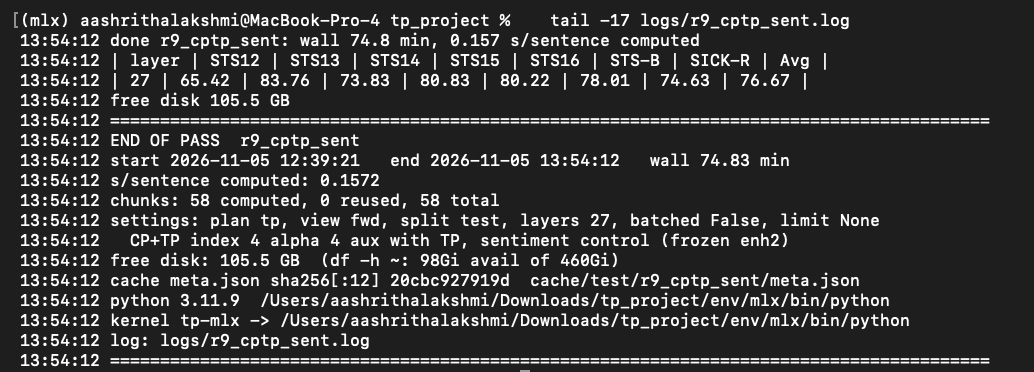 [(mlx) aashrithalakshmi@MacBook-Pro-4 tp_project %    tail -17 logs/r9_cptp_sent.log
13:54:12 done r9_cptp_sent: wall 74.8 min, 0.157 s/sentence computed
13:54:12 | layer | STS12 | STS13 | STS14 | STS15 | STS16 | STS-B | SICK-R | Avg |
13:54:12 | 27 | 65.42 | 83.76 | 73.83 | 80.83 | 80.22 | 78.01 | 74.63 | 76.67 |
13:54:12 free disk 105.5 GB
13:54:12 ========================================================================================
13:54:12 END OF PASS  r9_cptp_sent
13:54:12 start 2026-11-05 12:39:21   end 2026-11-05 13:54:12   wall 74.83 min
13:54:12 s/sentence computed: 0.1572
13:54:12 chunks: 58 computed, 0 reused, 58 total
13:54:12 settings: plan tp, view fwd, split test, layers 27, batched False, limit None
13:54:12   CP+TP index 4 alpha 4 aux with TP, sentiment control (frozen enh2)
13:54:12 free disk: 105.5 GB  (df -h ~: 98Gi avail of 460Gi)
13:54:12 cache meta.json sha256[:12] 20cbc927919d  cache/test/r9_cptp_sent/meta.json
13:54:12 python 3.11.9  /Users/aashrithalakshmi/Downloads/tp_project/env/mlx/bin/python
13:54:12 kernel tp-mlx -> /Users/aashrithalakshmi/Downloads/tp_project/env/mlx/bin/python
13:54:12 log: logs/r9_cptp_sent.log
13:54:12 ========================================================================================